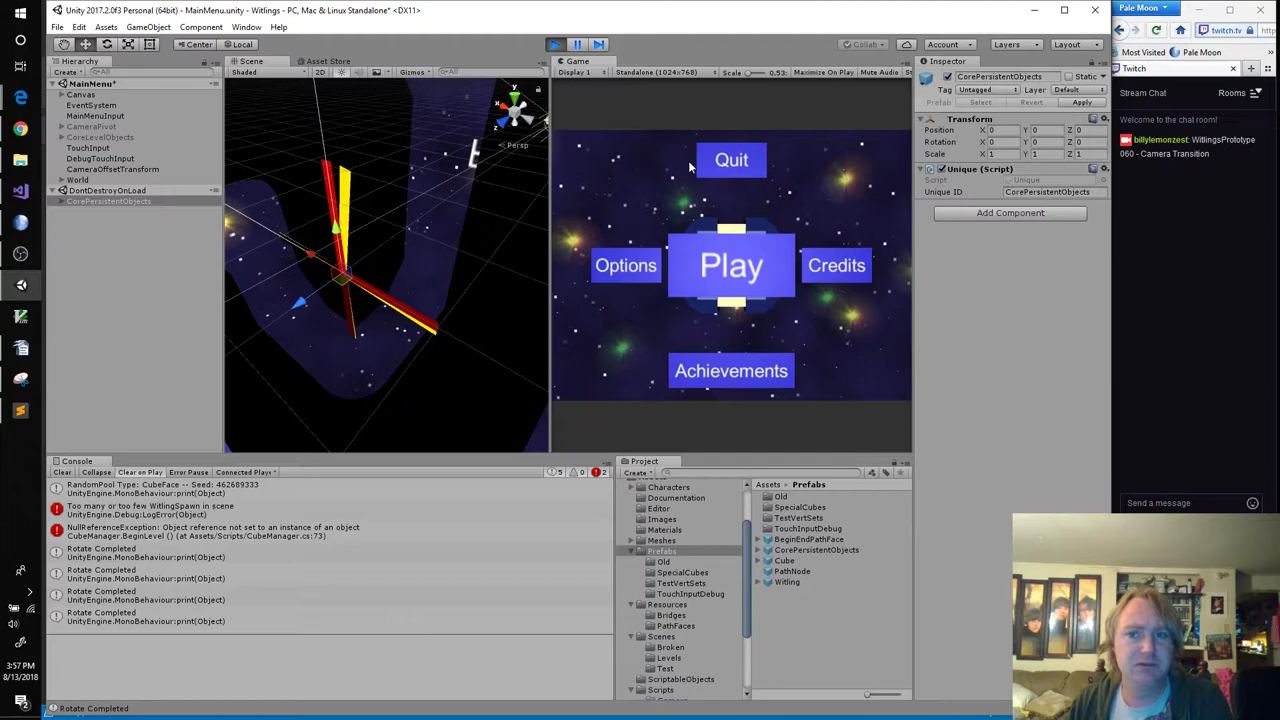 Unity 2017.2.0f3 Personal (64bit) - MainMenu.unity - Witlings - PC, Mac & Linux Standalone* <DX11>
Pale Moon
File Edit Assets GameObject Component Window Help
Center Local
Collab Account Layers Layout
twitch.tv
Most Visited Pale Moon
Twitch
Stream Chat Rooms
Welcome to the chat room!
billylemonzest: WitlingsPrototype
060 - Camera Transition
Send a message
Hierarchy
Create All
MainMenu*
Canvas
EventSystem
MainMenuInput
CameraPivot
CoreLevelObjects
TouchInput
DebugTouchInput
CameraOffsetTransform
World
DontDestroyOnLoad
CorePersistentObjects
Scene Asset Store
Shaded 2D Gizmos All
y
x
z
Persp
Game
Display 1 Standalone (1024x768) Scale 0.53 Maximize On Play Mute Audio
Quit
Options
Play
Credits
Achievements
Inspector
CorePersistentObjects Static
Tag Untagged Layer Default
Prefab Select Revert Apply
Transform
Position X 0 Y 0 Z 0
Rotation X 0 Y 0 Z 0
Scale X 1 Y 1 Z 1
Unique (Script)
Script Unique
Unique ID CorePersistentObjects
Add Component
Console
Clear Collapse Clear on Play Error Pause Connected Playe
5 0 2
RandomPool Type: CubeFace -- Seed: 462689333
UnityEngine.MonoBehaviour:print(Object)
Too many or too few WitlingSpawn in scene
UnityEngine.Debug:LogError(Object)
NullReferenceException: Object reference not set to an instance of an object
CubeManager.BeginLevel () (at Assets/Scripts/CubeManager.cs:73)
Rotate Completed
UnityEngine.MonoBehaviour:print(Object)
Rotate Completed
UnityEngine.MonoBehaviour:print(Object)
Rotate Completed
UnityEngine.MonoBehaviour:print(Object)
Rotate Completed
UnityEngine.MonoBehaviour:print(Object)
Project
Create
Characters
Documentation
Editor
Images
Materials
Meshes
Prefabs
Old
SpecialCubes
TestVertSets
TouchInputDebug
Resources
Bridges
PathFaces
Scenes
Broken
Levels
Test
ScriptableObjects
Scripts
Assets Prefabs
Old
SpecialCubes
TestVertSets
TouchInputDebug
BeginEndPathFace
CorePersistentObjects
Cube
PathNode
Witling
3:57 PM
8/13/2018
2
Rotate Completed